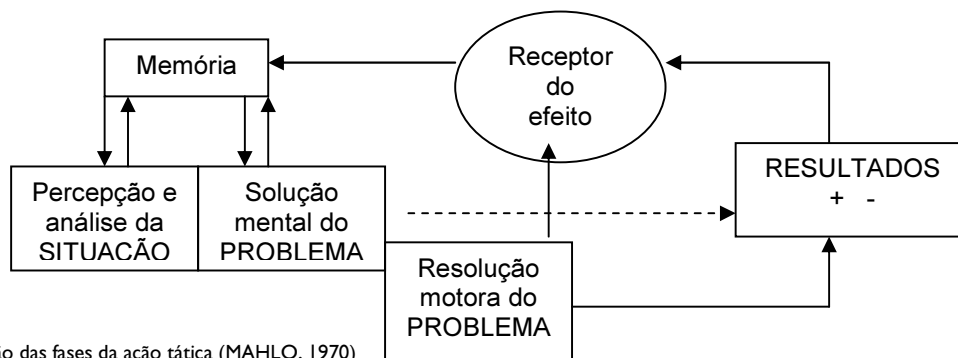 Memória
Receptor
do
efeito
Percepção e
análise da
SITUAÇÃO
Solução
mental do
PROBLEMA
RESULTADOS
+ -
Resolução
motora do
PROBLEMA
das fases da ação tática (MAHLO, 1970)